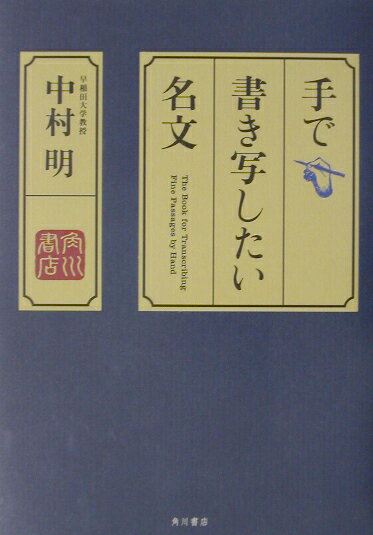 手で
書き写したい
名文
The Book for Transcribing
Fine Passages by Hand
早稲田大学教授
中村 明
角川
書店
角川書店